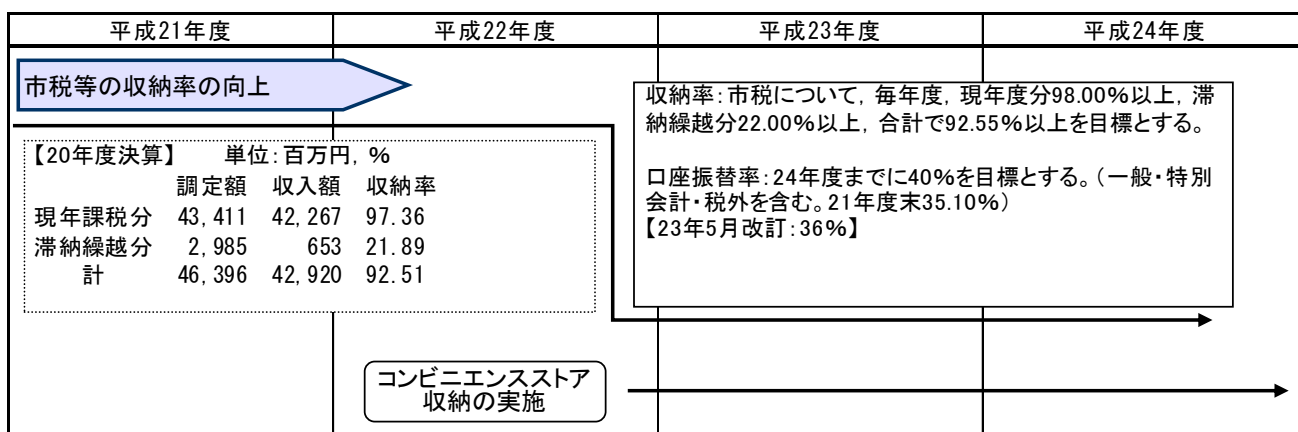 平成21年度 平成22年度 平成23年度 平成24年度
市税等の収納率の向上
【20年度決算】 単位:百万円,%
調定額 収入額 収納率
現年課税分 43,411 42,267 97.36
滞納繰越分 2,985 653 21.89
計 46,396 42,920 92.51
収納率:市税について,毎年度,現年度分98.00%以上,滞
納繰越分22.00%以上,合計で92.55%以上を目標とする。
口座振替率:24年度までに40%を目標とする。(一般・特別
会計・税外を含む。21年度末35.10%)
【23年5月改訂:36%】
コンビニエンスストア
収納の実施